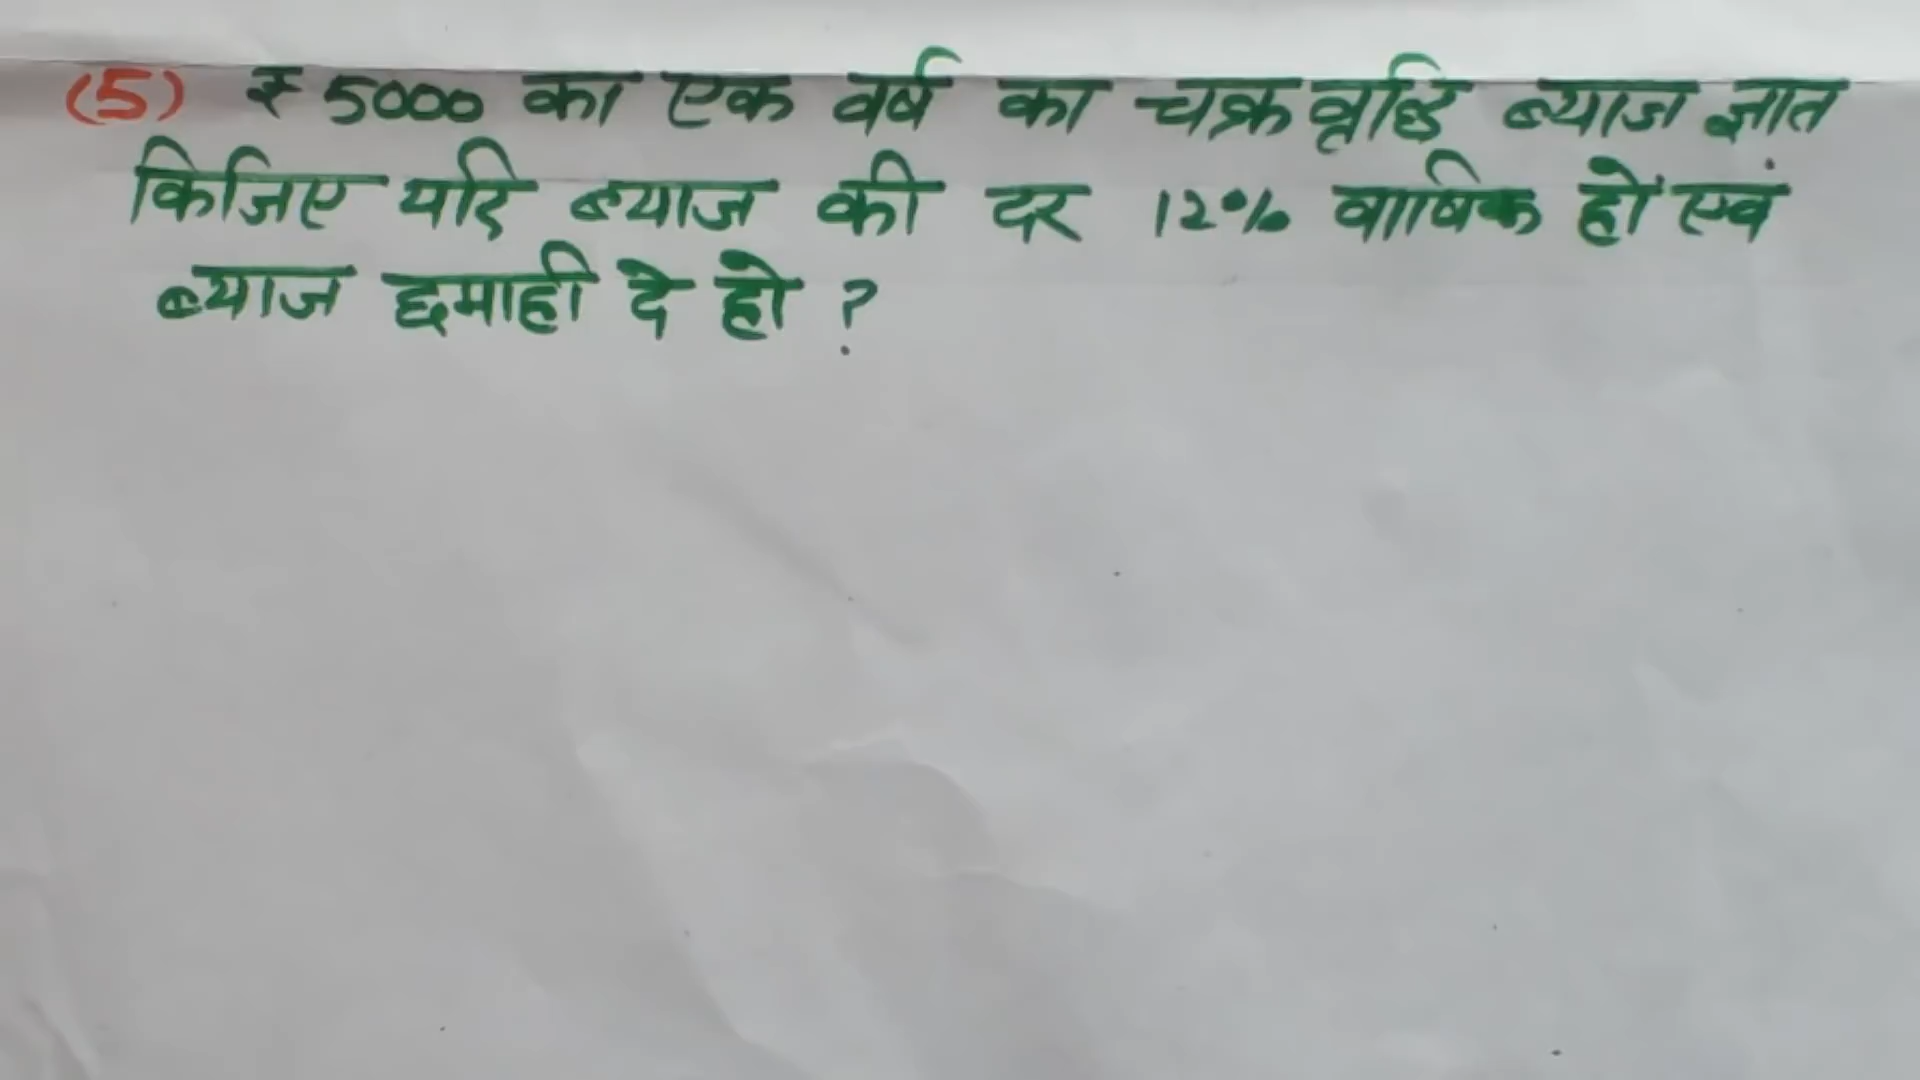 (5) ₹ 5000 का एक वर्ष का चक्रवृद्धि ब्याज ज्ञात
किजिए यदि ब्याज की दर 12% वार्षिक हो एवं
ब्याज छमाही दे हो ?